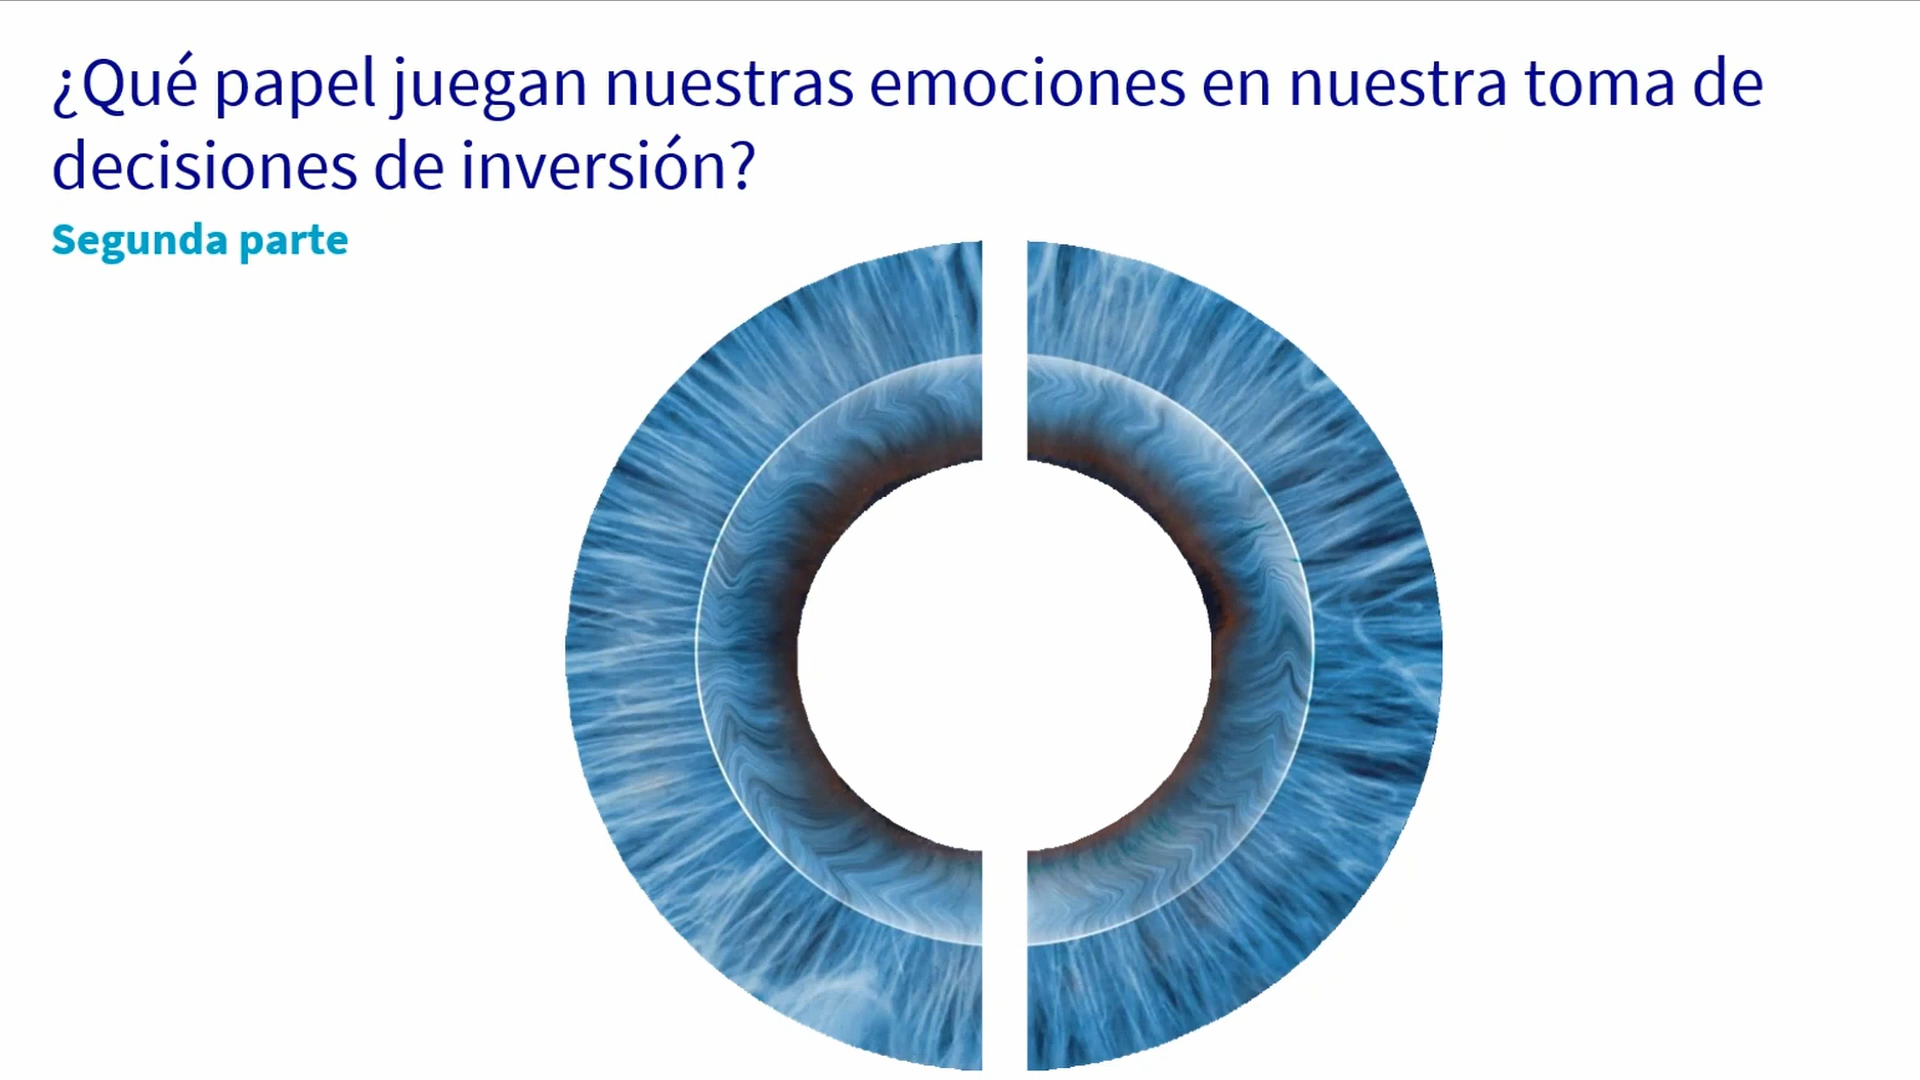 ¿Qué papel juegan nuestras emociones en nuestra toma de
decisiones de inversión?
Segunda parte